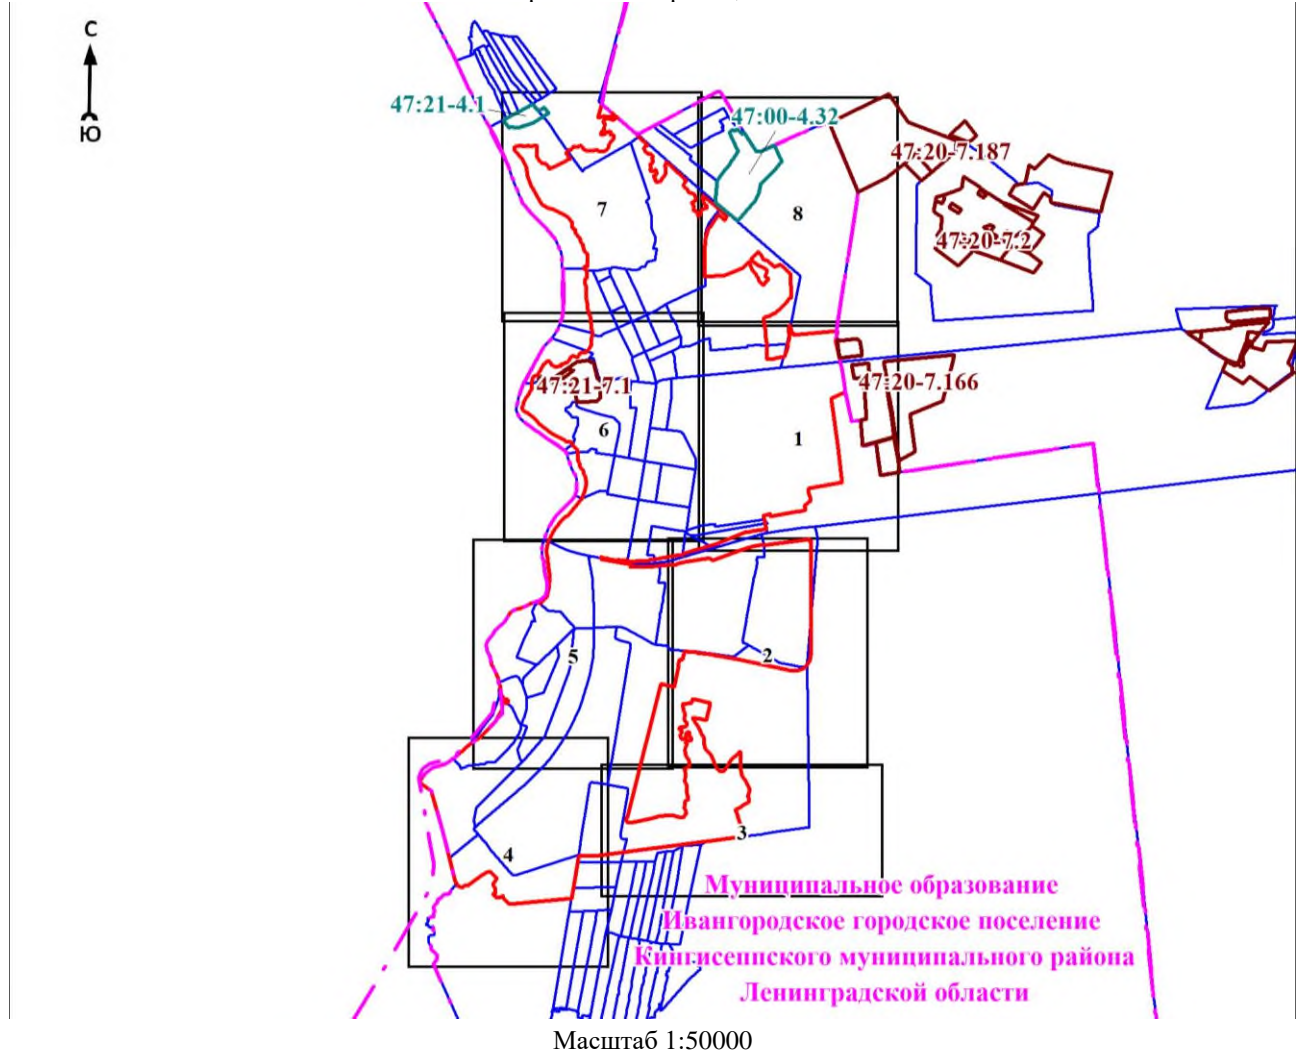 С
Ю
47:21-4.1
47:00-4.32
47:20-7.187
7
8
47:20-7.2
47:21-7.1
47:20-7.166
6
1
5
2
3
4
Муниципальное образование
Ивангородское городское поселение
Кингисеппского муниципального района
Ленинградской области
Масштаб 1:50000